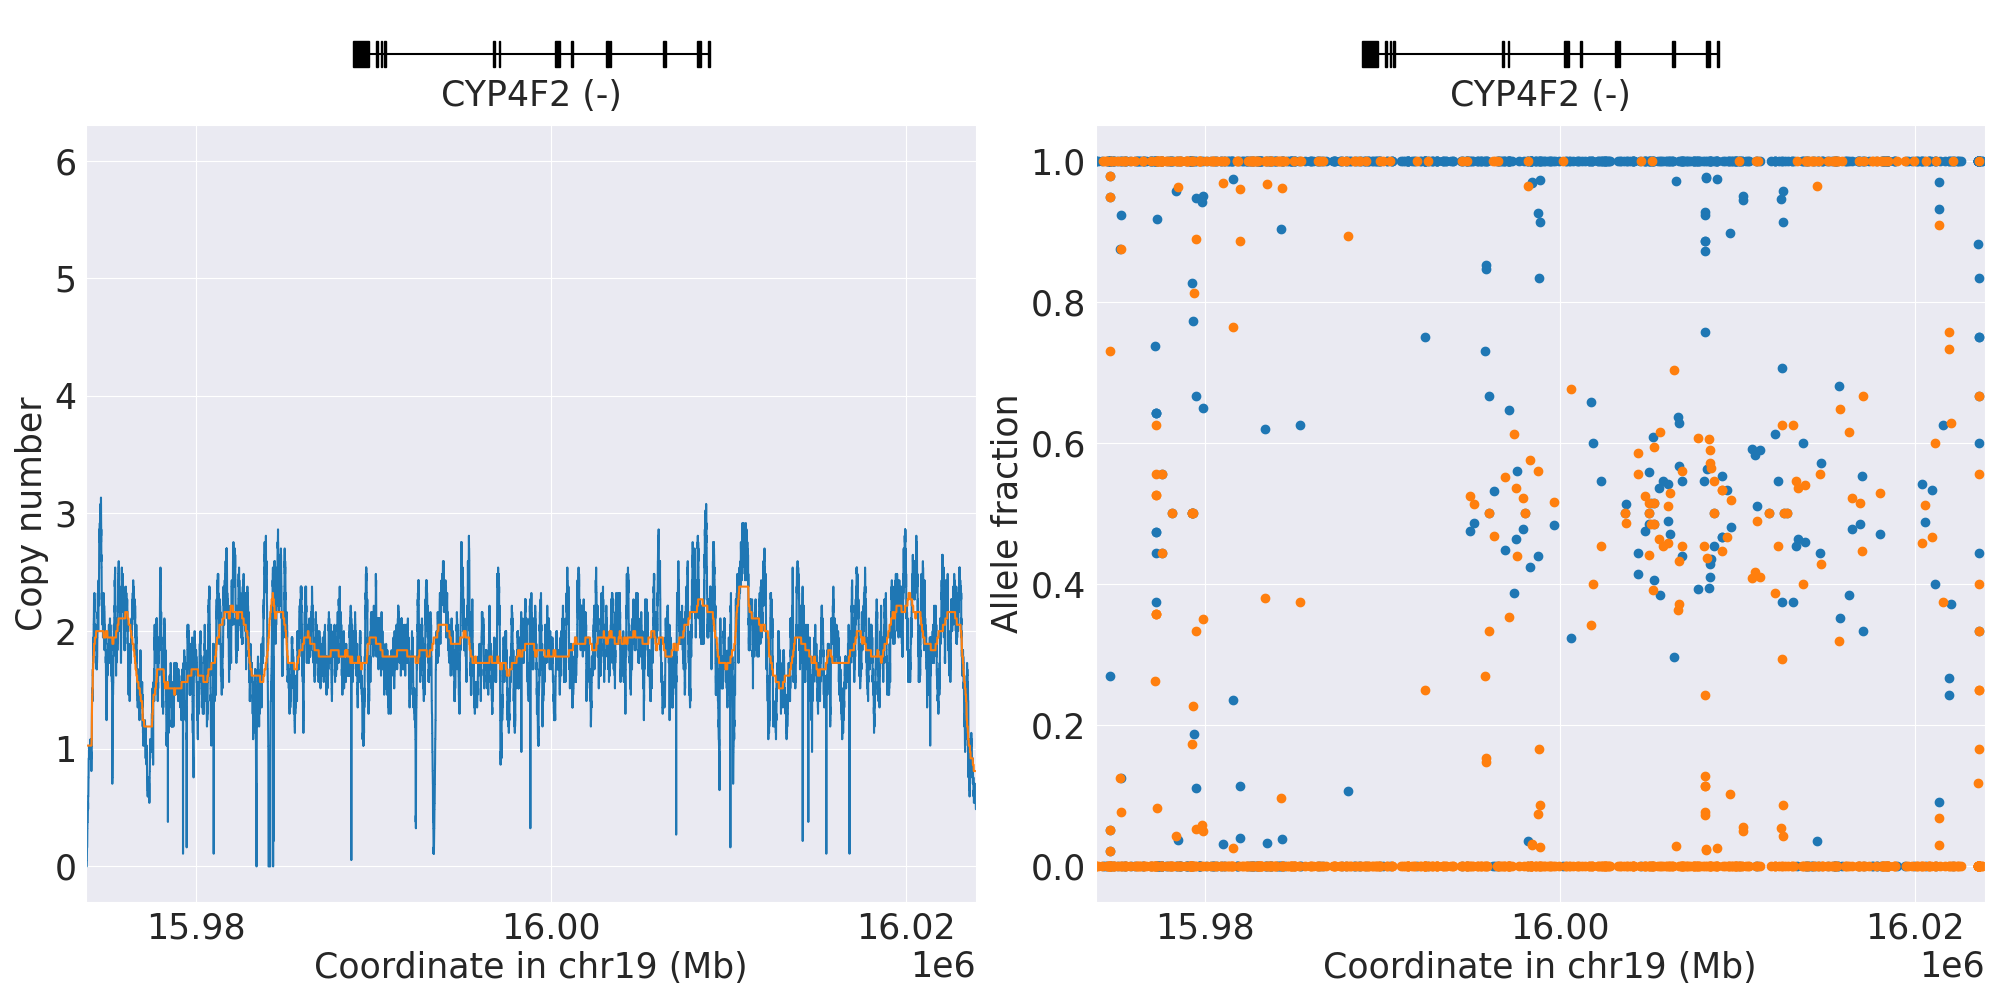 CYP4F2 (-)
6
5
4
3
2
1
0
Copy number
15.98
16.00
16.02
Coordinate in chr19 (Mb)
1e6
CYP4F2 (-)
1.0
0.8
0.6
0.4
0.2
0.0
Allele fraction
15.98
16.00
16.02
Coordinate in chr19 (Mb)
1e6